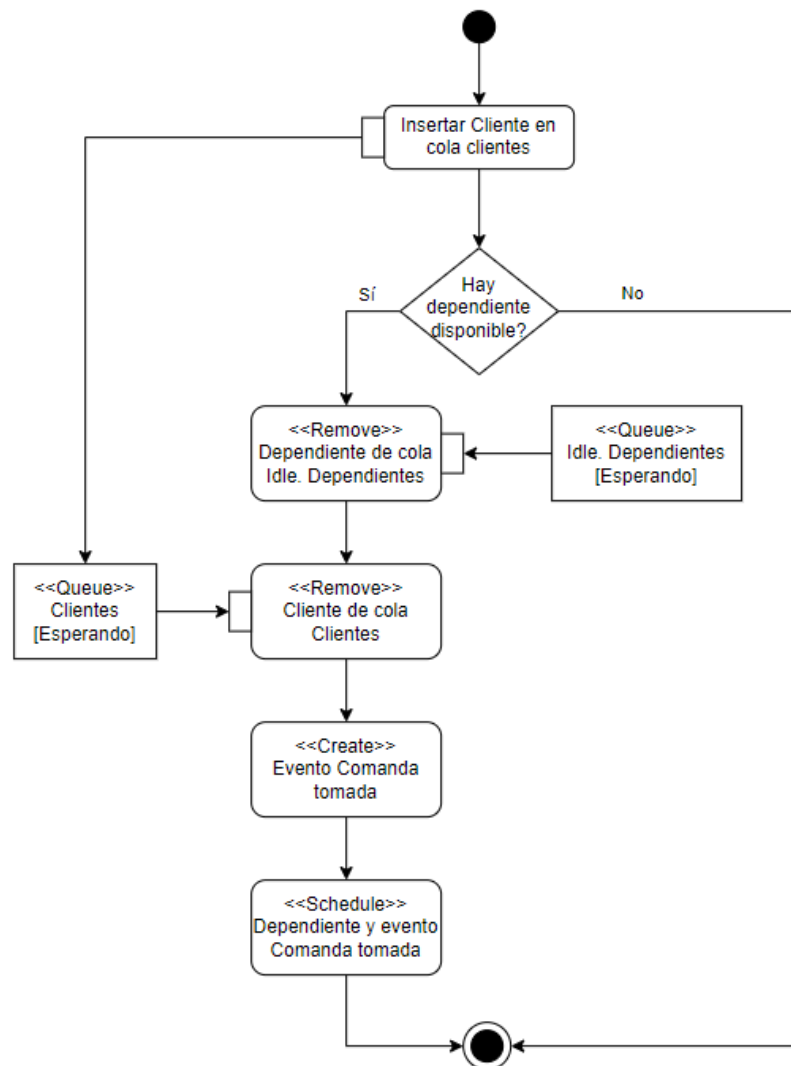 Insertar Cliente en
cola clientes
Hay
dependiente
disponible?
Sí
No
<<Remove>>
Dependiente de cola
Idle. Dependientes
<<Queue>>
Idle. Dependientes
[Esperando]
<<Queue>>
Clientes
[Esperando]
<<Remove>>
Cliente de cola
Clientes
<<Create>>
Evento Comanda
tomada
<<Schedule>>
Dependiente y evento
Comanda tomada